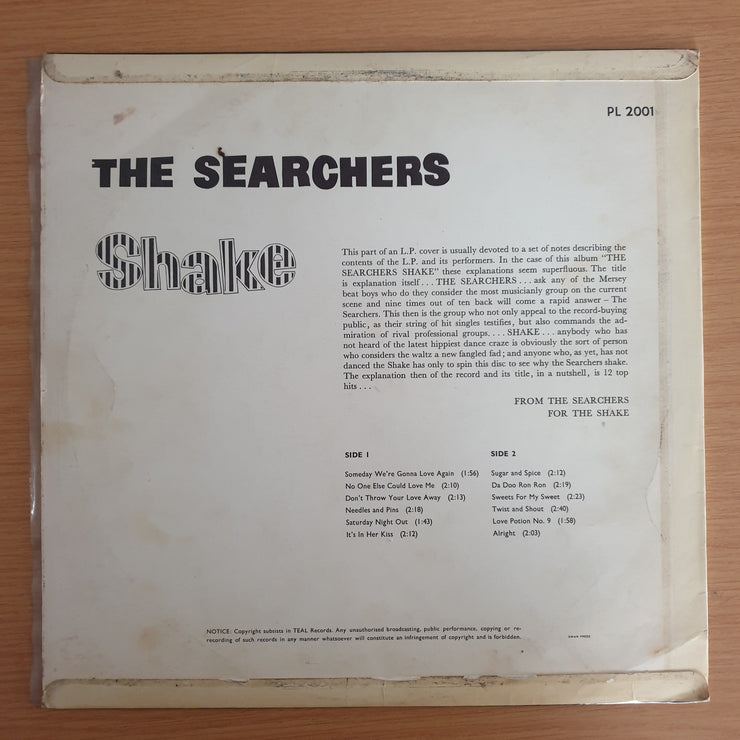 PL 2001
THE SEARCHERS
Shake
This part of an L.P. cover is usually devoted to a set of notes describing the
contents of the L.P. and its performers. In the case of this album "THE
SEARCHERS SHAKE" these explanations seem superfluous. The title
is explanation itself . . . THE SEARCHERS . . . ask any of the Mersey
beat boys who do they consider the most musicianly group on the current
scene and nine times out of ten back will come a rapid answer – The
Searchers. This then is the group who not only appeal to the record-buying
public, as their string of hit singles testifies, but also commands the ad-
miration of rival professional groups. . . . SHAKE . . . anybody who has
not heard of the latest hippiest dance craze is obviously the sort of person
who considers the waltz a new fangled fad; and anyone who, as yet, has not
danced the Shake has only to spin this disc to see why the Searchers shake.
The explanation then of the record and its title, in a nutshell, is 12 top
hits . . .
FROM THE SEARCHERS
FOR THE SHAKE
SIDE 1
Someday We're Gonna Love Again (1:56)
No One Else Could Love Me (2:10)
Don't Throw Your Love Away (2:13)
Needles and Pins (2:18)
Saturday Night Out (1:43)
It's In Her Kiss (2:12)
SIDE 2
Sugar and Spice (2:12)
Da Doo Ron Ron (2:19)
Sweets For My Sweet (2:23)
Twist and Shout (2:40)
Love Potion No. 9 (1:58)
Alright (2:03)
NOTICE: Copyright subsists in TEAL Records. Any unauthorised broadcasting, public performance, copying or re-
recording of such records in any manner whatsoever will constitute an infringement of copyright and is forbidden.
SWAN PRESS